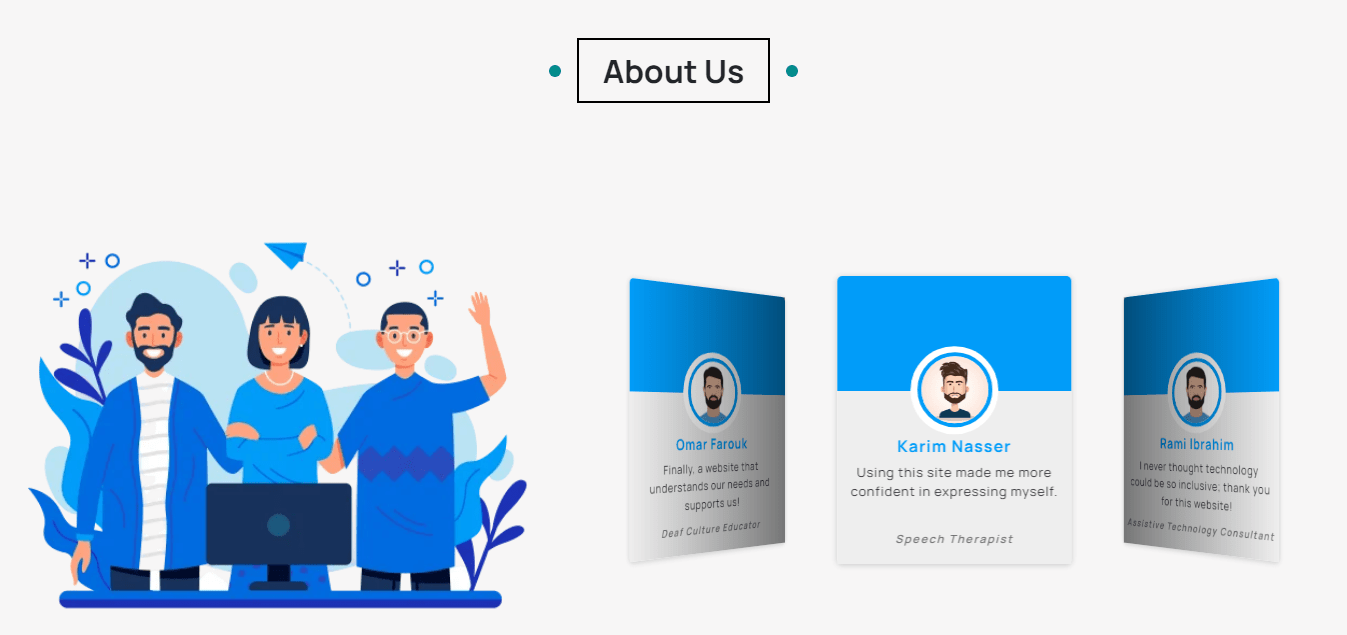 About Us
Omar Farouk
Finally, a website that
understands our needs and
supports us!
Deaf Culture Educator
Karim Nasser
Using this site made me more
confident in expressing myself.
Speech Therapist
Rami Ibrahim
I never thought technology
could be so inclusive; thank you
for this website!
Assistive Technology Consultant